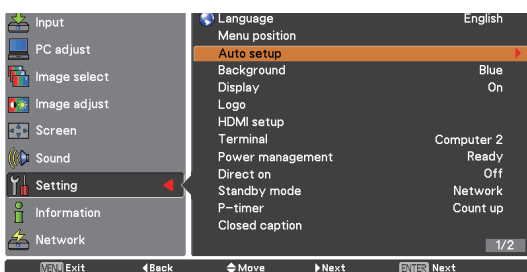 Input
PC adjust
Image select
Image adjust
Screen
Sound
Setting
Information
Network
Language English
Menu position
Auto setup
Background Blue
Display On
Logo
HDMI setup
Terminal Computer 2
Power management Ready
Direct on Off
Standby mode Network
P-timer Count up
Closed caption
1/2
MENU Exit Back Move Next ENTER Next